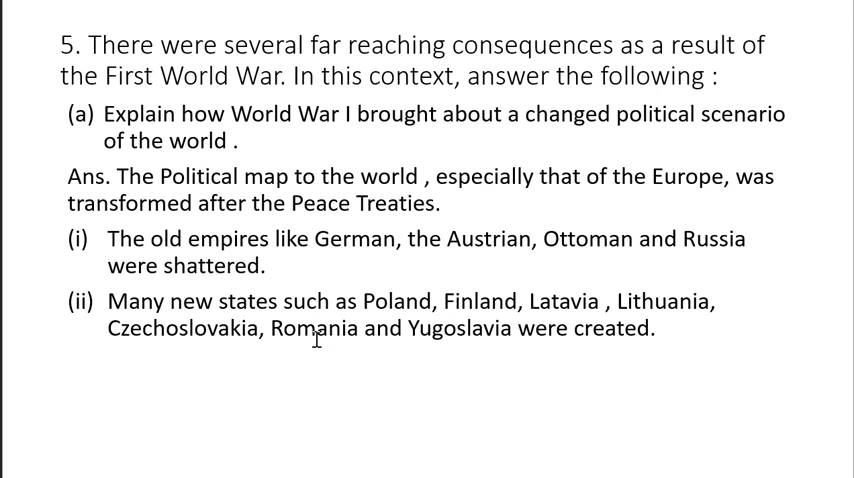 5. There were several far reaching consequences as a result of
the First World War. In this context, answer the following :
(a) Explain how World War I brought about a changed political scenario
of the world .
Ans. The Political map to the world , especially that of the Europe, was
transformed after the Peace Treaties.
(i) The old empires like German, the Austrian, Ottoman and Russia
were shattered.
(ii) Many new states such as Poland, Finland, Latavia , Lithuania,
Czechoslovakia, Romania and Yugoslavia were created.